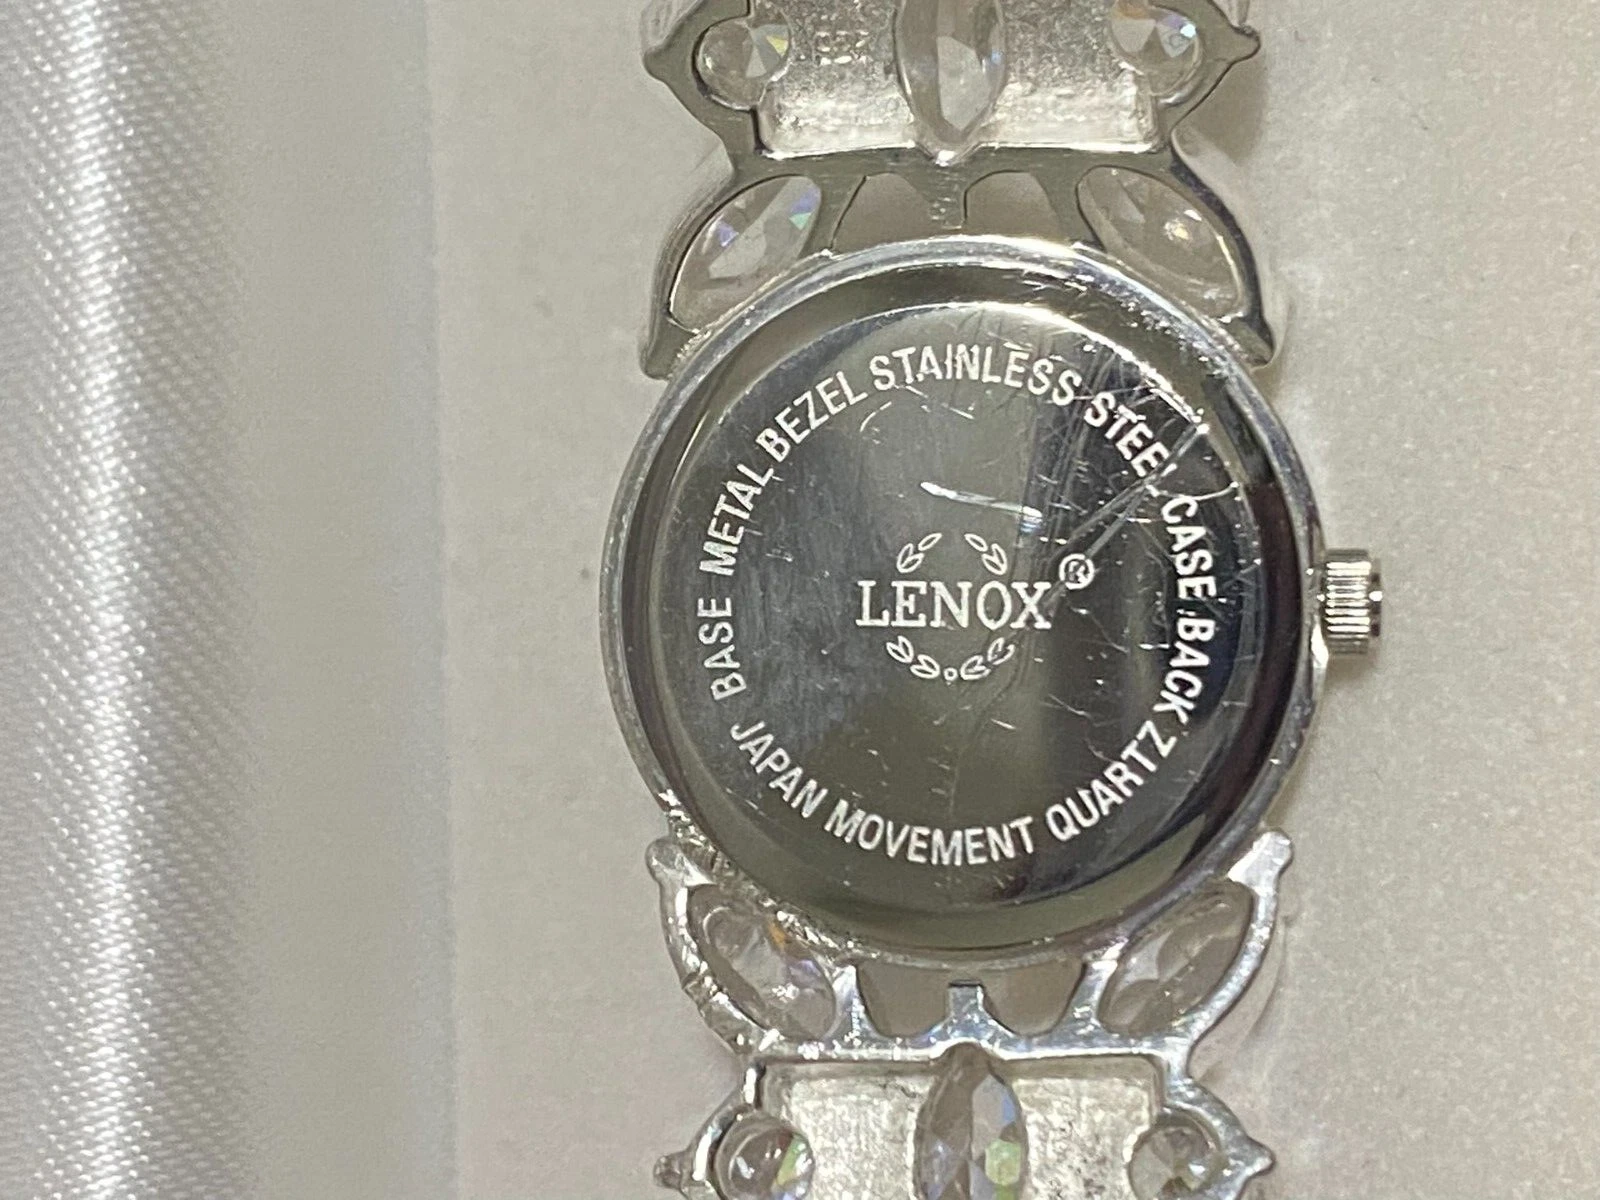 BASE METAL BEZEL STAINLESS STEEL CASE BACK
LENOX®
JAPAN MOVEMENT QUARTZ